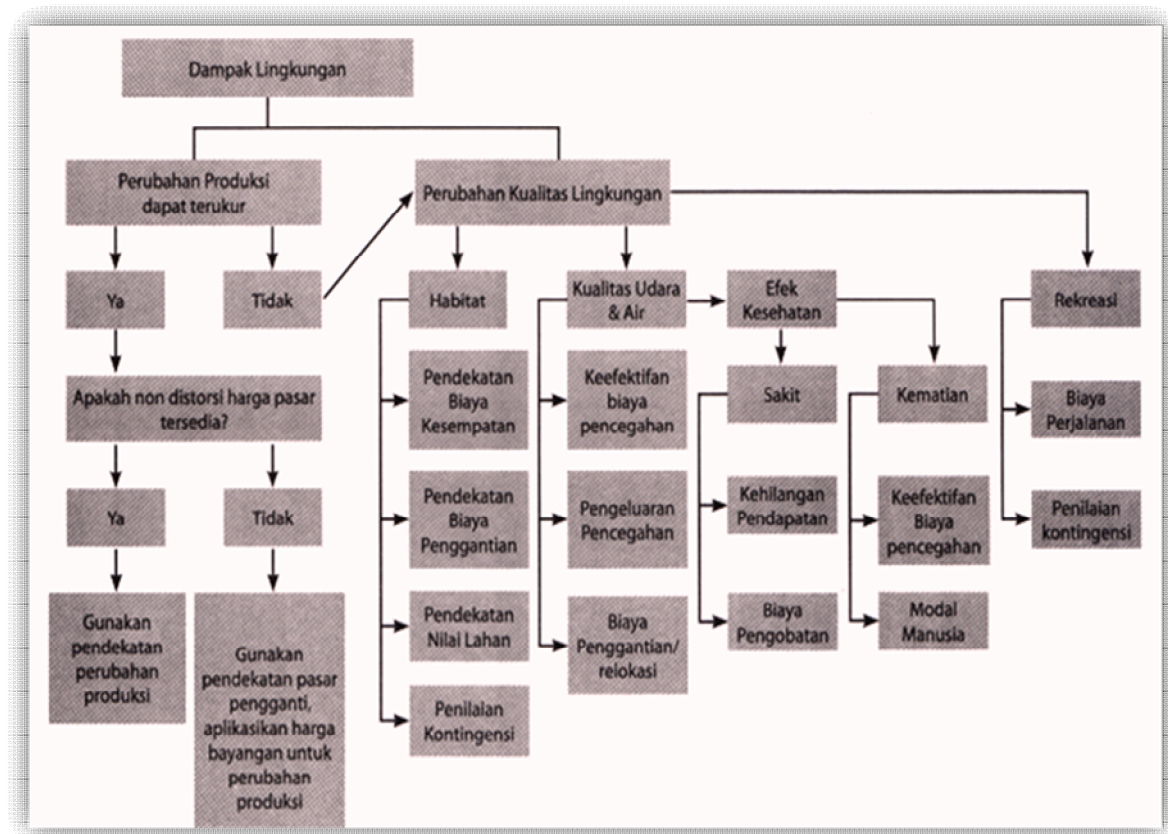 Dampak Lingkungan
Perubahan Produksi
dapat terukur
Perubahan Kualitas Lingkungan
Ya
Tidak
Habitat
Kualitas Udara
& Air
Efek
Kesehatan
Rekreasi
Apakah non distorsi harga pasar
tersedia?
Pendekatan
Biaya
Kesempatan
Keefektifan
biaya
pencegahan
Sakit
Kematian
Biaya
Perjalanan
Ya
Tidak
Pendekatan
Biaya
Penggantian
Pengeluaran
Pencegahan
Kehilangan
Pendapatan
Keefektifan
Biaya
pencegahan
Penilaian
kontingensi
Gunakan
pendekatan
perubahan
produksi
Gunakan
pendekatan pasar
pengganti,
aplikasikan harga
bayangan untuk
perubahan
produksi
Pendekatan
Nilai Lahan
Biaya
Penggantian/
relokasi
Biaya
Pengobatan
Modal
Manusia
Penilaian
Kontingensi